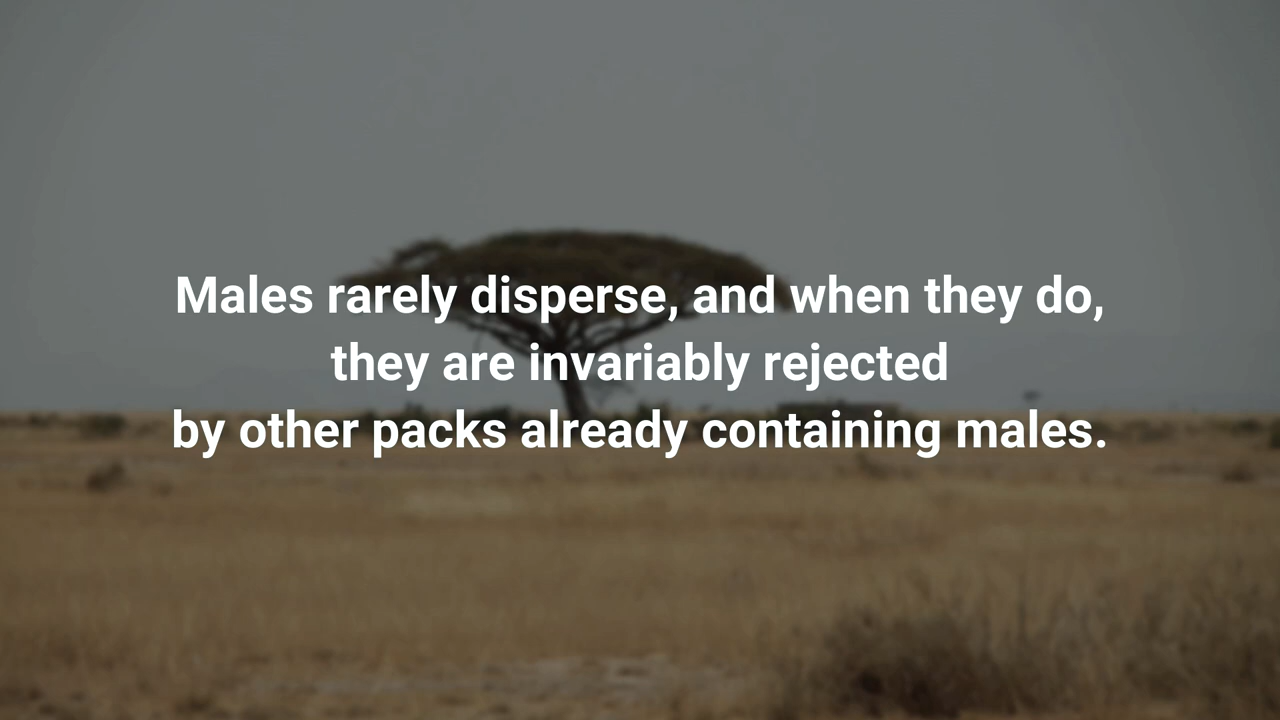 Males rarely disperse, and when they do,
they are invariably rejected
by other packs already containing males.